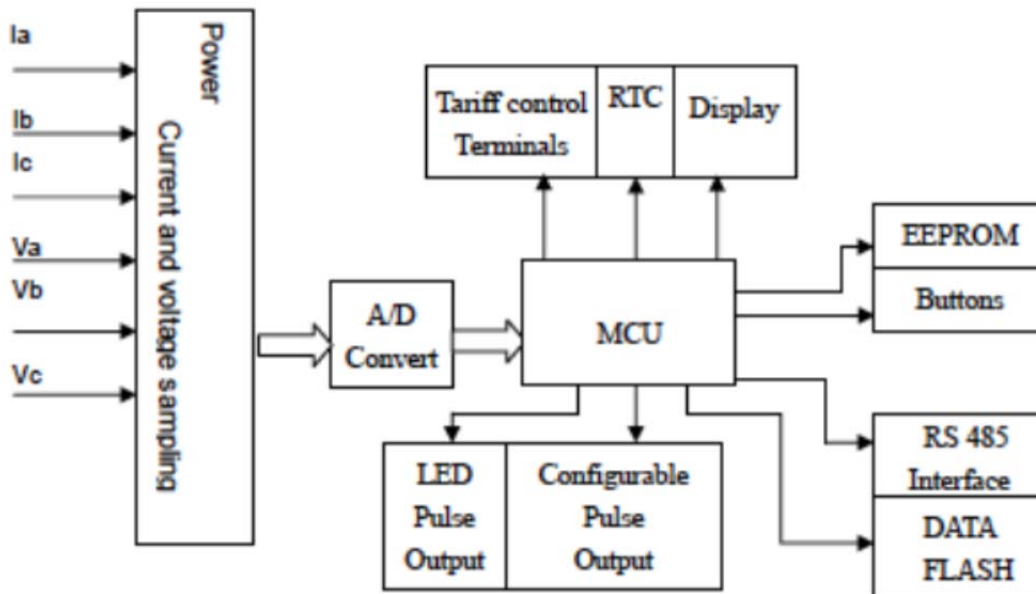 Ia
Ib
Ic
Va
Vb
Vc
Power
Current and voltage sampling
A/D
Convert
MCU
Tariff control
Terminals
RTC
Display
EEPROM
Buttons
RS 485
Interface
DATA
FLASH
LED
Pulse
Output
Configurable
Pulse
Output